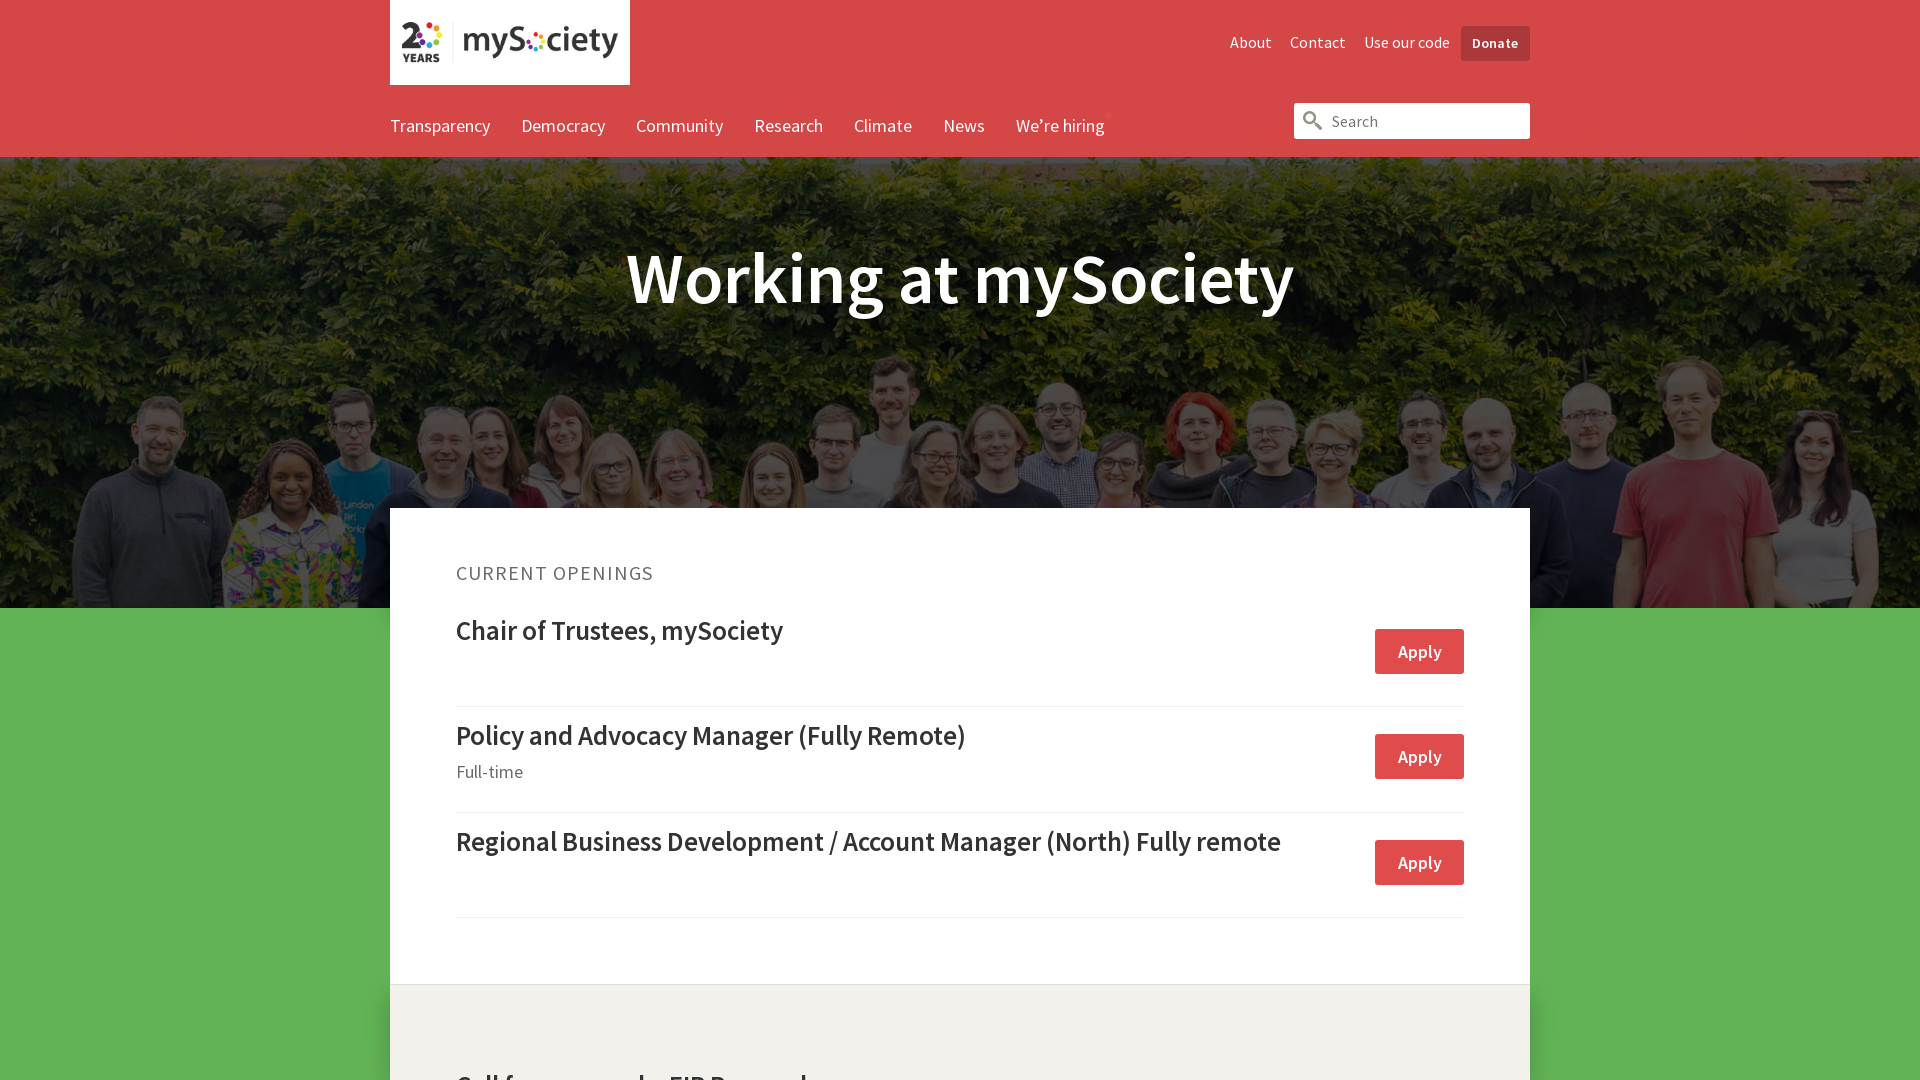 20 YEARS
mySociety
About
Contact
Use our code
Donate
Transparency
Democracy
Community
Research
Climate
News
We're hiring
Search
Working at mySociety
CURRENT OPENINGS
Chair of Trustees, mySociety
Apply
Policy and Advocacy Manager (Fully Remote)
Full-time
Apply
Regional Business Development / Account Manager (North) Fully remote
Apply